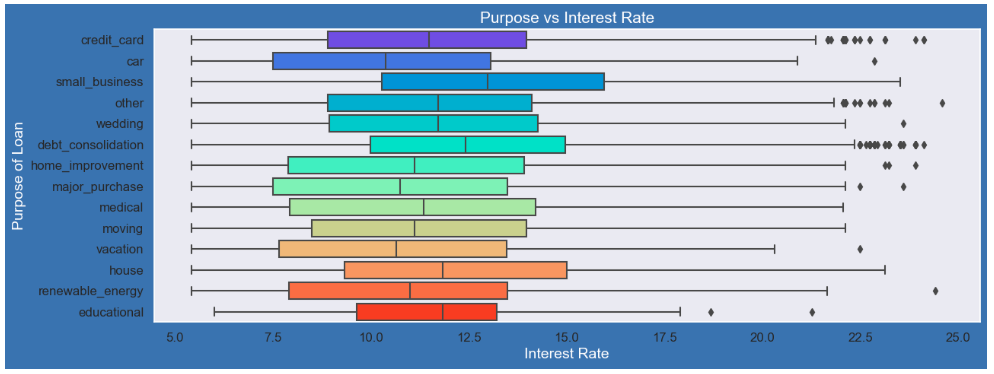 Purpose vs Interest Rate
Purpose of Loan
credit_card
car
small_business
other
wedding
debt_consolidation
home_improvement
major_purchase
medical
moving
vacation
house
renewable_energy
educational
5.0 7.5 10.0 12.5 15.0 17.5 20.0 22.5 25.0
Interest Rate